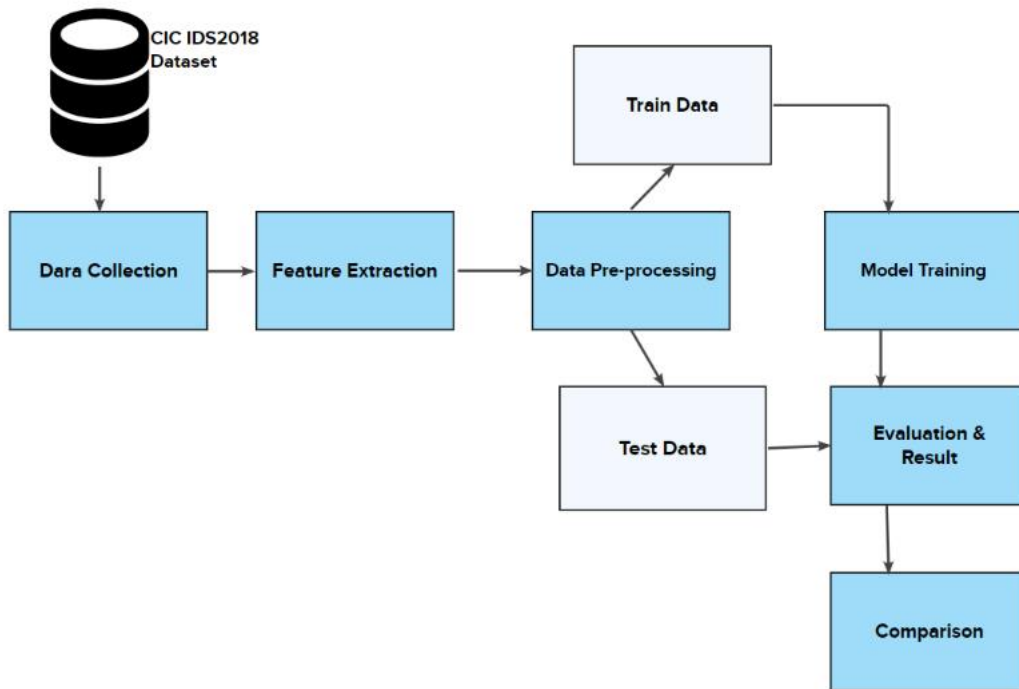 CIC IDS2018
Dataset
Train Data
Dara Collection
Feature Extraction
Data Pre-processing
Model Training
Test Data
Evaluation &
Result
Comparison